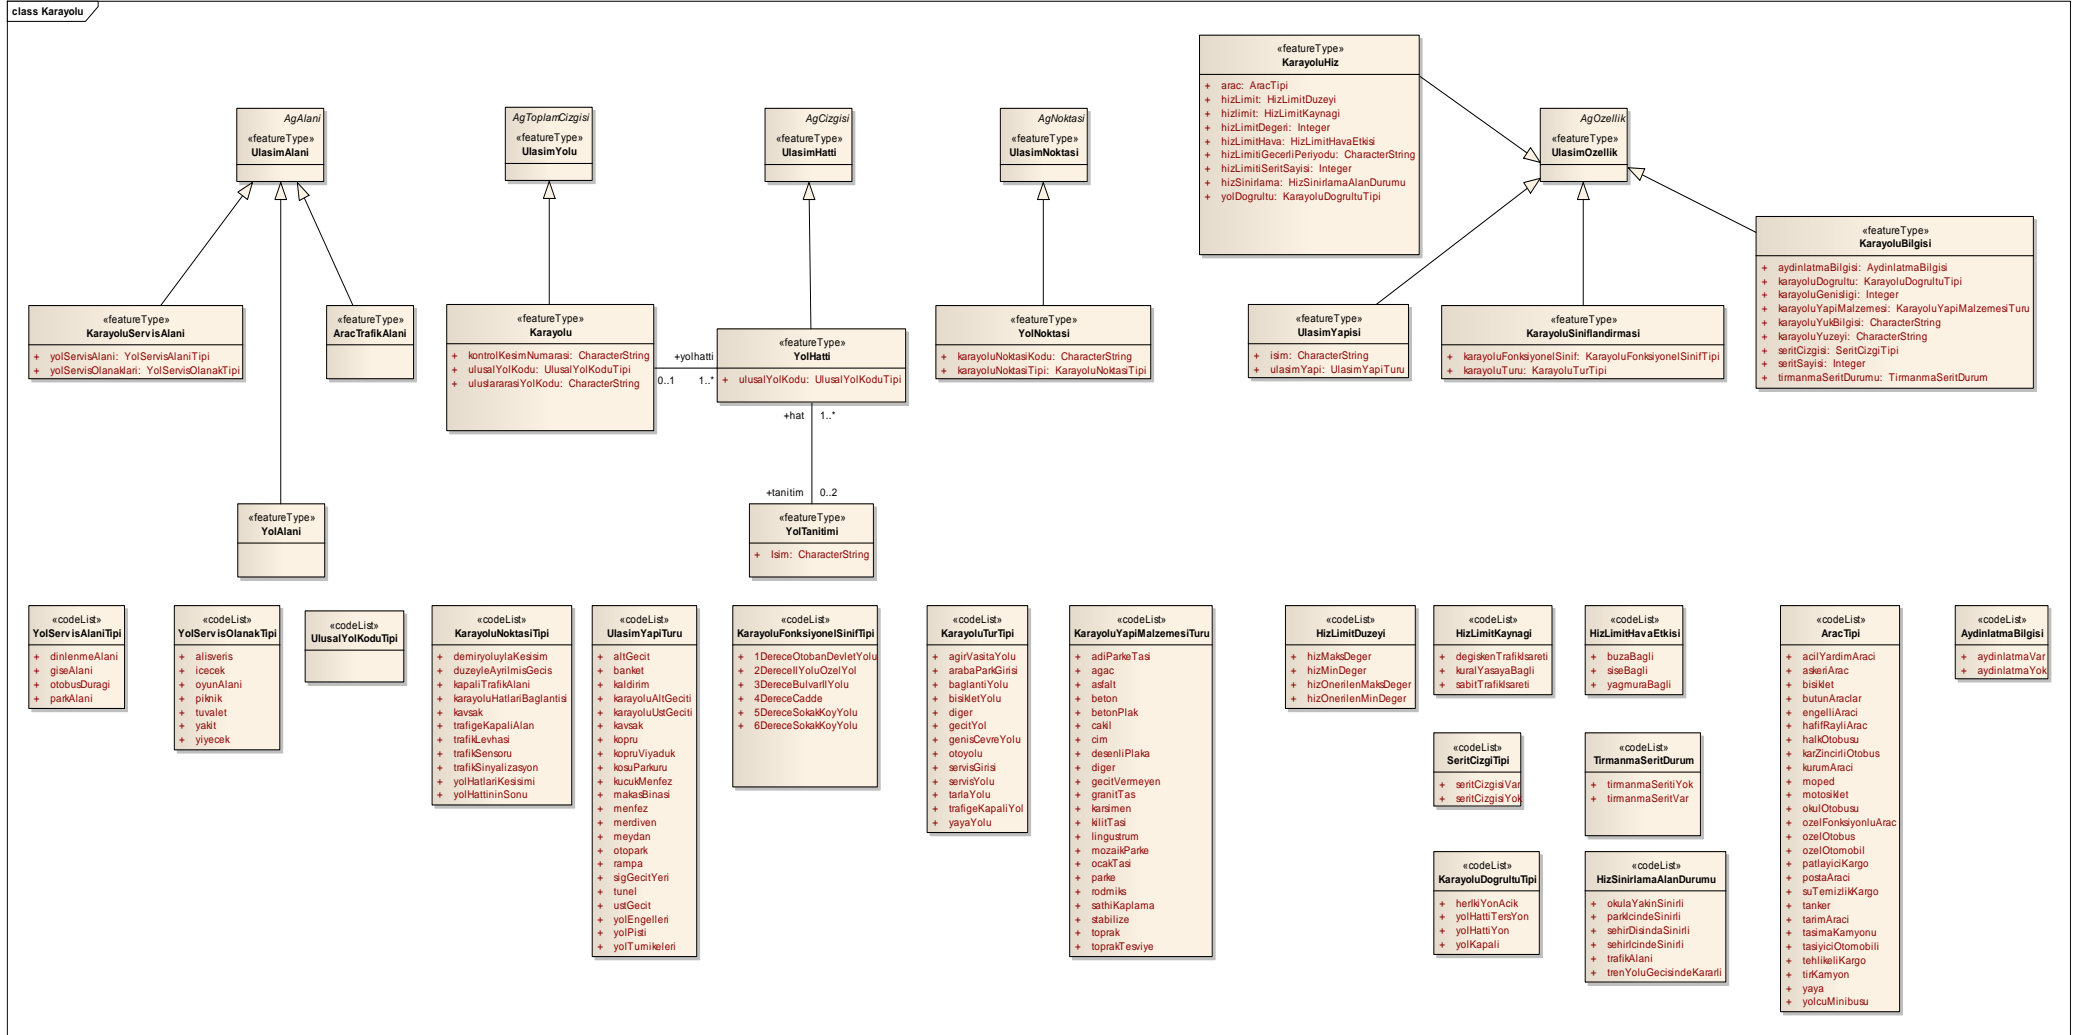 class Karayolu
«featureType»
KarayoluHiz
+ arac: AracTipi
+ hizLimit: HizLimitDuzeyi
+ hizlimit: HizLimitKaynagi
+ hizLimitDegeri: Integer
+ hizLimitHava: HizLimitHavaEtkisi
+ hizLimitiGecerliPeriyodu: CharacterString
+ hizLimitiSeritSayisi: Integer
+ hizSinirlama: HizSinirlamaAlanDurumu
+ yolDogrultu: KarayoluDogrultuTipi
AgAlani
«featureType»
UlasimAlani
AgToplamCizgisi
«featureType»
UlasimYolu
AgCizgisi
«featureType»
UlasimHatti
AgNoktasi
«featureType»
UlasimNoktasi
AgOzellik
«featureType»
UlasimOzellik
«featureType»
KarayoluBilgisi
+ aydinlatmaBilgisi: AydinlatmaBilgisi
+ karayoluDogrultu: KarayoluDogrultuTipi
+ karayoluGenisligi: Integer
+ karayoluYapiMalzemesi: KarayoluYapiMalzemesiTuru
+ karayoluYukBilgisi: CharacterString
+ karayoluYuzeyi: CharacterString
+ seritCizgisi: SeritCizgiTipi
+ seritSayisi: Integer
+ tirmanmaSeritDurumu: TirmanmaSeritDurum
«featureType»
KarayoluServisAlani
+ yolServisAlani: YolServisAlaniTipi
+ yolServisOlanaklari: YolServisOlanakTipi
«featureType»
AracTrafikAlani
«featureType»
Karayolu
+ kontrolKesimNumarasi: CharacterString
+ ulusalYolKodu: UlusalYolKoduTipi
+ uluslararasiYolKodu: CharacterString
+yolhatti
0..1 1..*
«featureType»
YolHatti
+ ulusalYolKodu: UlusalYolKoduTipi
+hat 1..*
+tanitim 0..2
«featureType»
YolNoktasi
+ karayoluNoktasiKodu: CharacterString
+ karayoluNoktasiTipi: KarayoluNoktasiTipi
«featureType»
UlasimYapisi
+ isim: CharacterString
+ ulasimYapi: UlasimYapiTuru
«featureType»
KarayoluSiniflandirmasi
+ karayoluFonksiyonelSinif: KarayoluFonksiyonelSinifTipi
+ karayoluTuru: KarayoluTurTipi
«featureType»
YolAlani
«featureType»
YolTanitimi
+ Isim: CharacterString
«codeList»
YolServisAlaniTipi
+ dinlenmeAlani
+ giseAlani
+ otobusDuragi
+ parkAlani
«codeList»
YolServisOlanakTipi
+ alisveris
+ icecek
+ oyunAlani
+ piknik
+ tuvalet
+ yakit
+ yiyecek
«codeList»
UlusalYolKoduTipi
«codeList»
KarayoluNoktasiTipi
+ demiryoluylaKesisim
+ duzeyleAyrilmisGecis
+ kapaliTrafikAlani
+ karayoluHatlariBaglantisi
+ kavsak
+ trafigeKapaliAlan
+ trafikLevhasi
+ trafikSensoru
+ trafikSinyalizasyon
+ yolHatlariKesisimi
+ yolHattininSonu
«codeList»
UlasimYapiTuru
+ altGecit
+ banket
+ kaldirim
+ karayoluAltGeciti
+ karayoluUstGeciti
+ kavsak
+ kopru
+ kopruViyaduk
+ kosuParkuru
+ kucukMenfez
+ makasBinasi
+ menfez
+ merdiven
+ meydan
+ otopark
+ rampa
+ sigGecitYeri
+ tunel
+ ustGecit
+ yolEngelleri
+ yolPisti
+ yolTurnikeleri
«codeList»
KarayoluFonksiyonelSinifTipi
+ 1DereceOtobanDevletYolu
+ 2DereceIlYoluOzelYol
+ 3DereceBulvarIlYolu
+ 4DereceCadde
+ 5DereceSokakKoyYolu
+ 6DereceSokakKoyYolu
«codeList»
KarayoluTurTipi
+ agirVasitaYolu
+ arabaParkGirisi
+ baglantiYolu
+ bisikletYolu
+ diger
+ gecitYol
+ genisCevreYolu
+ otoyolu
+ servisGirisi
+ servisYolu
+ tarlaYolu
+ trafigeKapaliYol
+ yayaYolu
«codeList»
KarayoluYapiMalzemesiTuru
+ adiParkeTasi
+ agac
+ asfalt
+ beton
+ betonPlak
+ cakil
+ cim
+ desenliPlaka
+ diger
+ gecitVermeyen
+ granitTas
+ karsimen
+ kilitTasi
+ lingustrum
+ mozaikParke
+ ocakTasi
+ parke
+ rodmiks
+ sathiKaplama
+ stabilize
+ toprak
+ toprakTesviye
«codeList»
HizLimitDuzeyi
+ hizMaksDeger
+ hizMinDeger
+ hizOnerilenMaksDeger
+ hizOnerilenMinDeger
«codeList»
HizLimitKaynagi
+ degiskenTrafikIsareti
+ kuralYasayaBagli
+ sabitTrafikIsareti
«codeList»
HizLimitHavaEtkisi
+ buzaBagli
+ siseBagli
+ yagmuraBagli
«codeList»
SeritCizgiTipi
+ seritCizgisiVar
+ seritCizgisiYok
«codeList»
TirmanmaSeritDurum
+ tirmanmaSeritiYok
+ tirmanmaSeritVar
«codeList»
KarayoluDogrultuTipi
+ herIkiYonAcik
+ yolHattiTersYon
+ yolHattiYon
+ yolKapali
«codeList»
HizSinirlamaAlanDurumu
+ okulaYakinSinirli
+ parkIcindeSinirli
+ sehirDisindaSinirli
+ sehirIcindeSinirli
+ trafikAlani
+ trenYoluGecisindeKararli
«codeList»
AracTipi
+ acilYardimAraci
+ askeriArac
+ bisiklet
+ butunAraclar
+ engelliAraci
+ hafifRayliArac
+ halkOtobusu
+ karZincirliOtobus
+ kurumAraci
+ moped
+ motosiklet
+ okulOtobusu
+ ozelFonksiyonluArac
+ ozelOtobus
+ ozelOtomobil
+ patlayiciKargo
+ postaAraci
+ suTemizlikKargo
+ tanker
+ tarimAraci
+ tasimaKamyonu
+ tasiyiciOtomobili
+ tehlikeliKargo
+ tirKamyon
+ yaya
+ yolcuMinibusu
«codeList»
AydinlatmaBilgisi
+ aydinlatmaVar
+ aydinlatmaYok